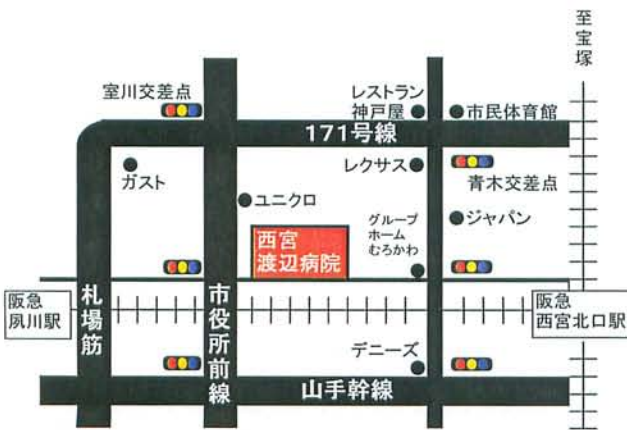 至宝塚
室川交差点
レストラン
神戸屋
市民体育館
171号線
ガスト
レクサス
青木交差点
ユニクロ
グループ
ホーム
むろかわ
ジャパン
西宮
渡辺病院
阪急
夙川駅
札場筋
市役所前線
阪急
西宮北口駅
デニーズ
山手幹線